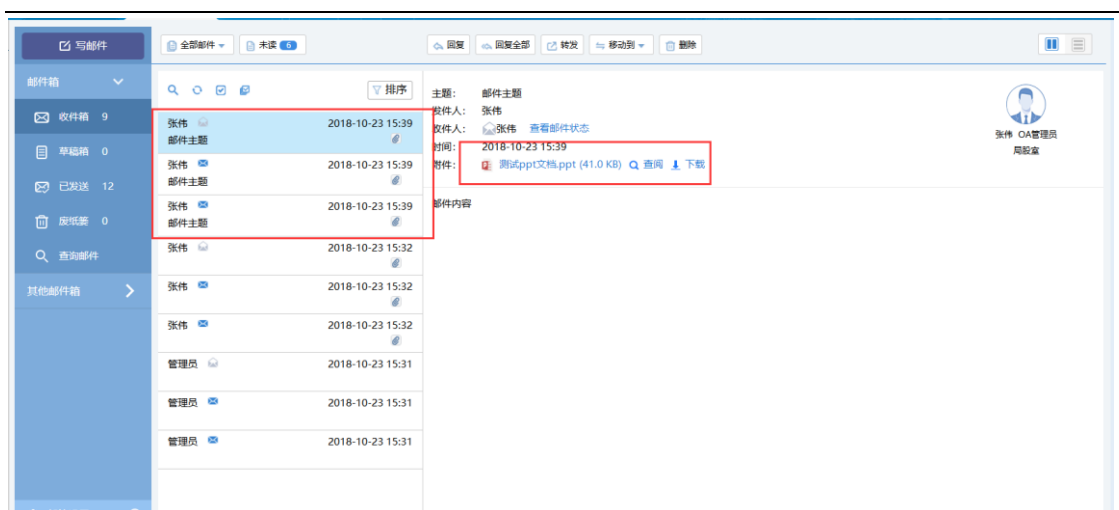 写邮件
全部邮件
未读 6
回复
回复全部
转发
移动到
删除
邮件箱
收件箱 9
草稿箱 0
已发送 12
废纸篓 0
查询邮件
其他邮件箱
排序
张伟 2018-10-23 15:39
邮件主题
张伟 2018-10-23 15:39
邮件主题
张伟 2018-10-23 15:39
邮件主题
张伟 2018-10-23 15:32
张伟 2018-10-23 15:32
张伟 2018-10-23 15:32
管理员 2018-10-23 15:31
管理员 2018-10-23 15:31
管理员 2018-10-23 15:31
主题: 邮件主题
发件人: 张伟
收件人: 张伟 查看邮件状态
时间: 2018-10-23 15:39
附件: 测试ppt文档.ppt (41.0 KB) 查阅 下载
邮件内容
张伟 OA管理员
局股室